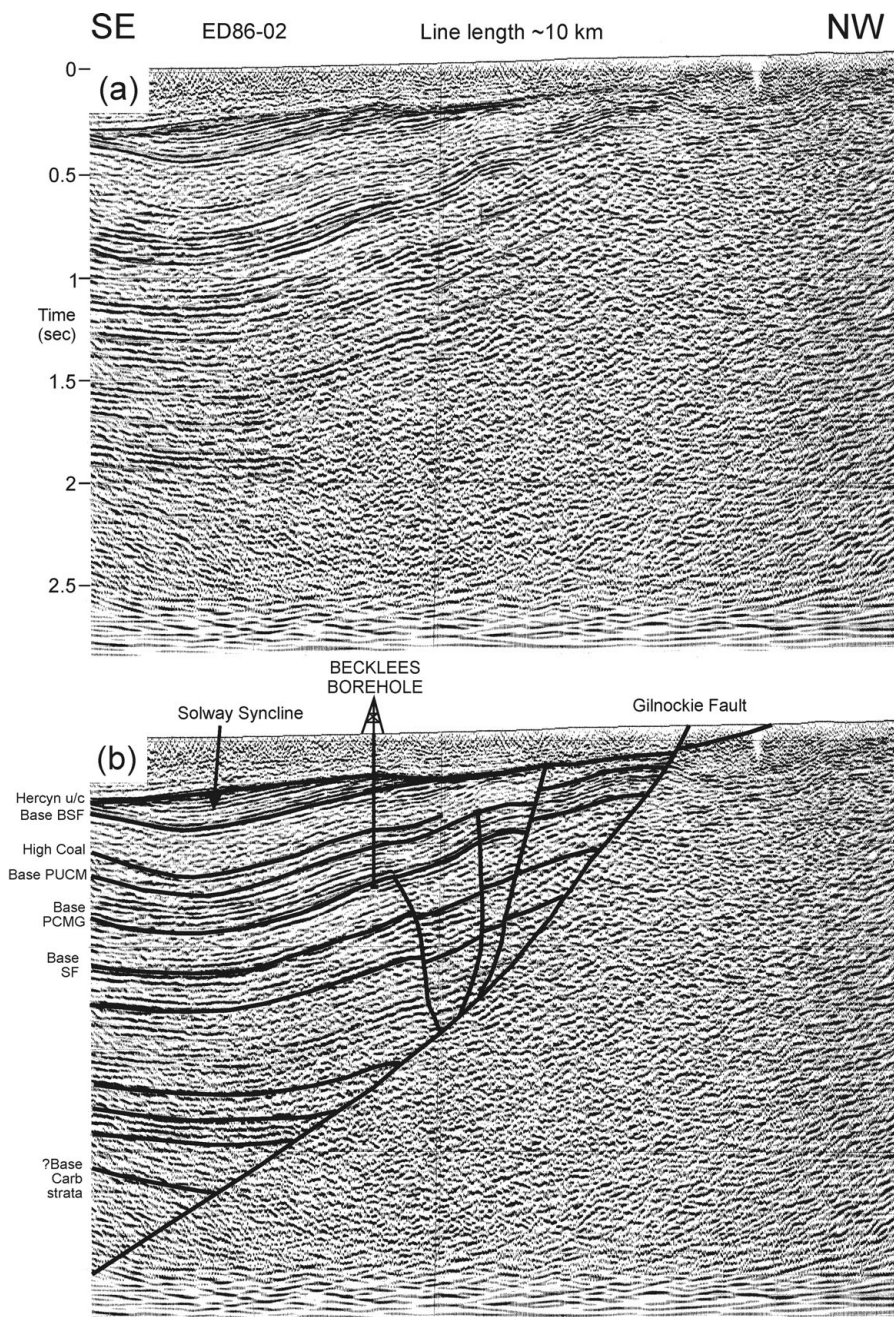 SE ED86-02 Line length ~10 km NW
(a)
0
0.5
1
Time
(sec)
1.5
2
2.5
BECKLEES
BOREHOLE
Solway Syncline
Gilnockie Fault
(b)
Hercyn u/c
Base BSF
High Coal
Base PUCM
Base
PCMG
Base
SF
?Base
Carb
strata